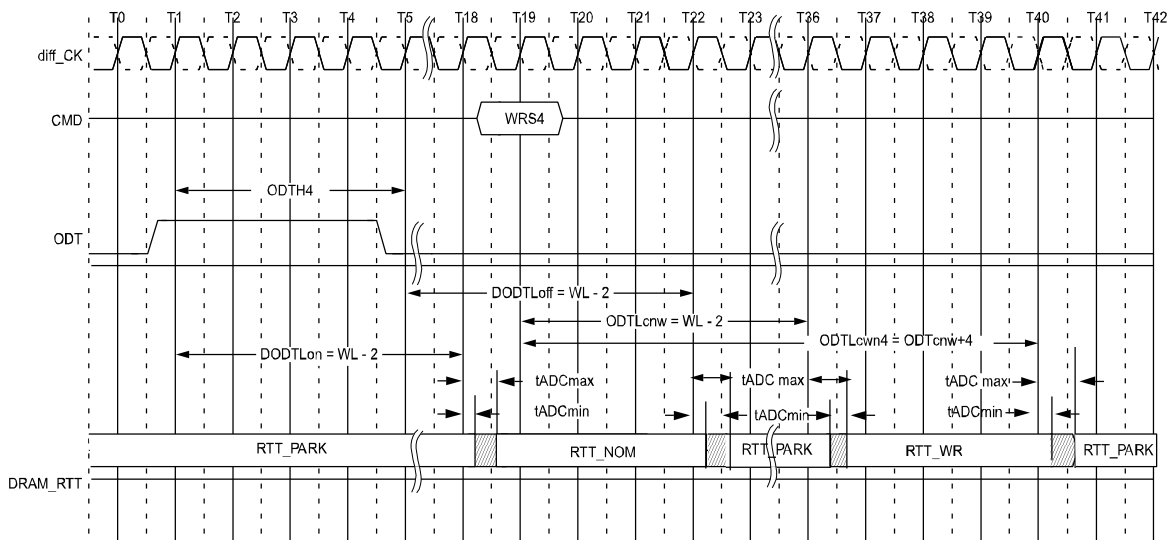 T0 T1 T2 T3 T4 T5 T18 T19 T20 T21 T22 T23 T36 T37 T38 T39 T40 T41 T42
diff_CK
CMD WRS4
ODTH4
ODT
DODTLoff = WL - 2
ODTLcnw = WL - 2
ODTLcwn4 = ODTcnw+4
DODTLon = WL - 2
tADCmax tADC max tADC max
tADCmin tADCmin tADCmin
RTT_PARK RTT_NOM RTT_PARK RTT_WR RTT_PARK
DRAM_RTT